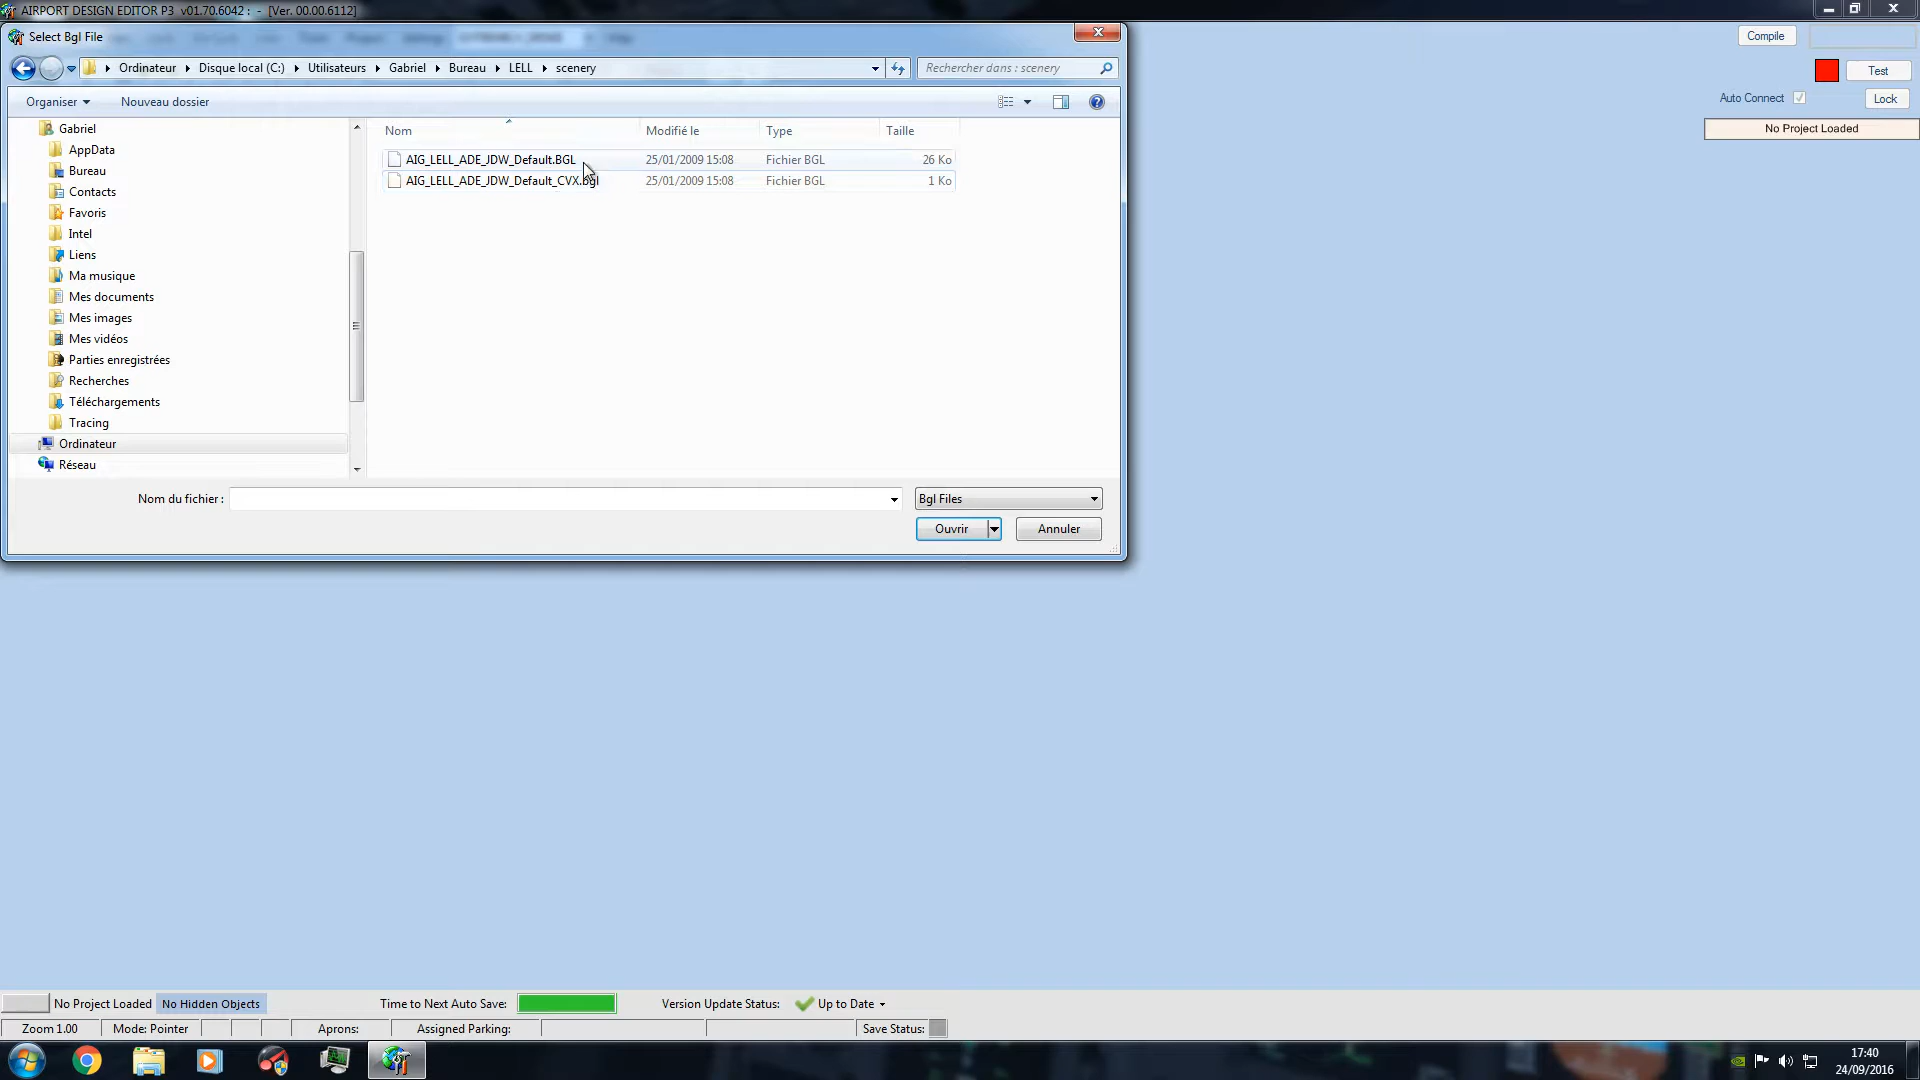 AIRPORT DESIGN EDITOR P3 v01.70.6042 : - [Ver. 00.00.6112]
Select Bgl File
Compile
Ordinateur Disque local (C:) Utilisateurs Gabriel Bureau LELL scenery
Rechercher dans : scenery
Test
Organiser Nouveau dossier
Auto Connect
Lock
Gabriel
Nom Modifié le Type Taille
No Project Loaded
AppData
AIG_LELL_ADE_JDW_Default.BGL 25/01/2009 15:08 Fichier BGL 26 Ko
Bureau
AIG_LELL_ADE_JDW_Default_CVX.bgl 25/01/2009 15:08 Fichier BGL 1 Ko
Contacts
Favoris
Intel
Liens
Ma musique
Mes documents
Mes images
Mes vidéos
Parties enregistrées
Recherches
Téléchargements
Tracing
Ordinateur
Réseau
Nom du fichier : Bgl Files
Ouvrir Annuler
No Project Loaded No Hidden Objects Time to Next Auto Save: Version Update Status: Up to Date
Zoom 1.00 Mode: Pointer Aprons: Assigned Parking: Save Status:
17:40
24/09/2016